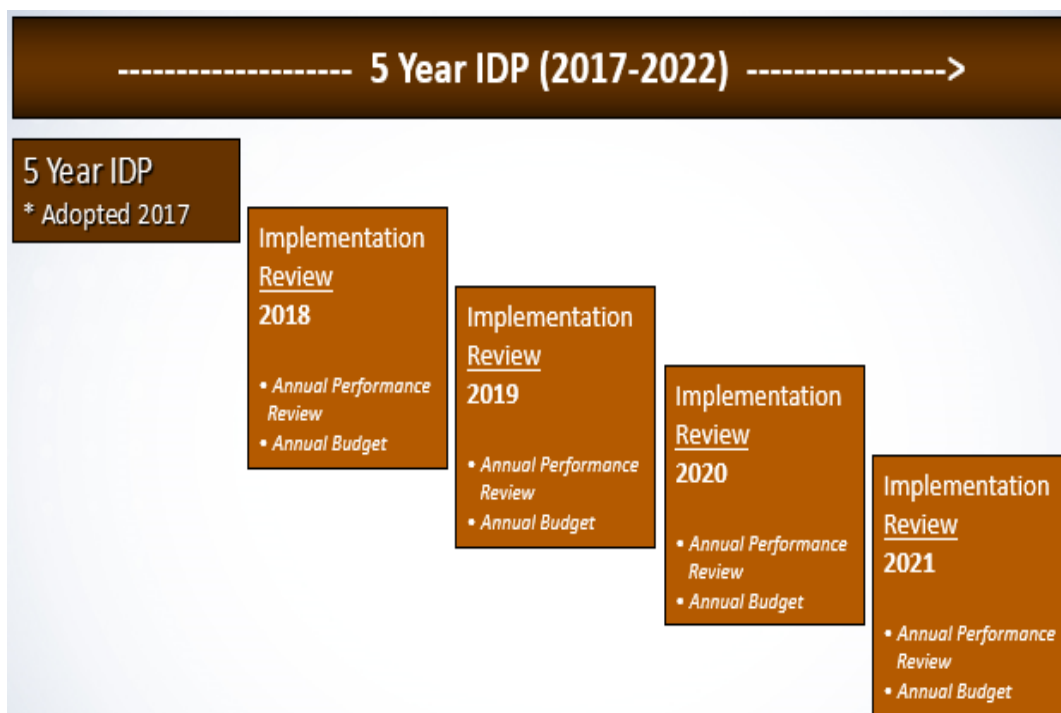 -------------------- 5 Year IDP (2017-2022) ----------------->
5 Year IDP
* Adopted 2017
Implementation
Review
2018
• Annual Performance
Review
• Annual Budget
Implementation
Review
2019
• Annual Performance
Review
• Annual Budget
Implementation
Review
2020
• Annual Performance
Review
• Annual Budget
Implementation
Review
2021
• Annual Performance
Review
• Annual Budget